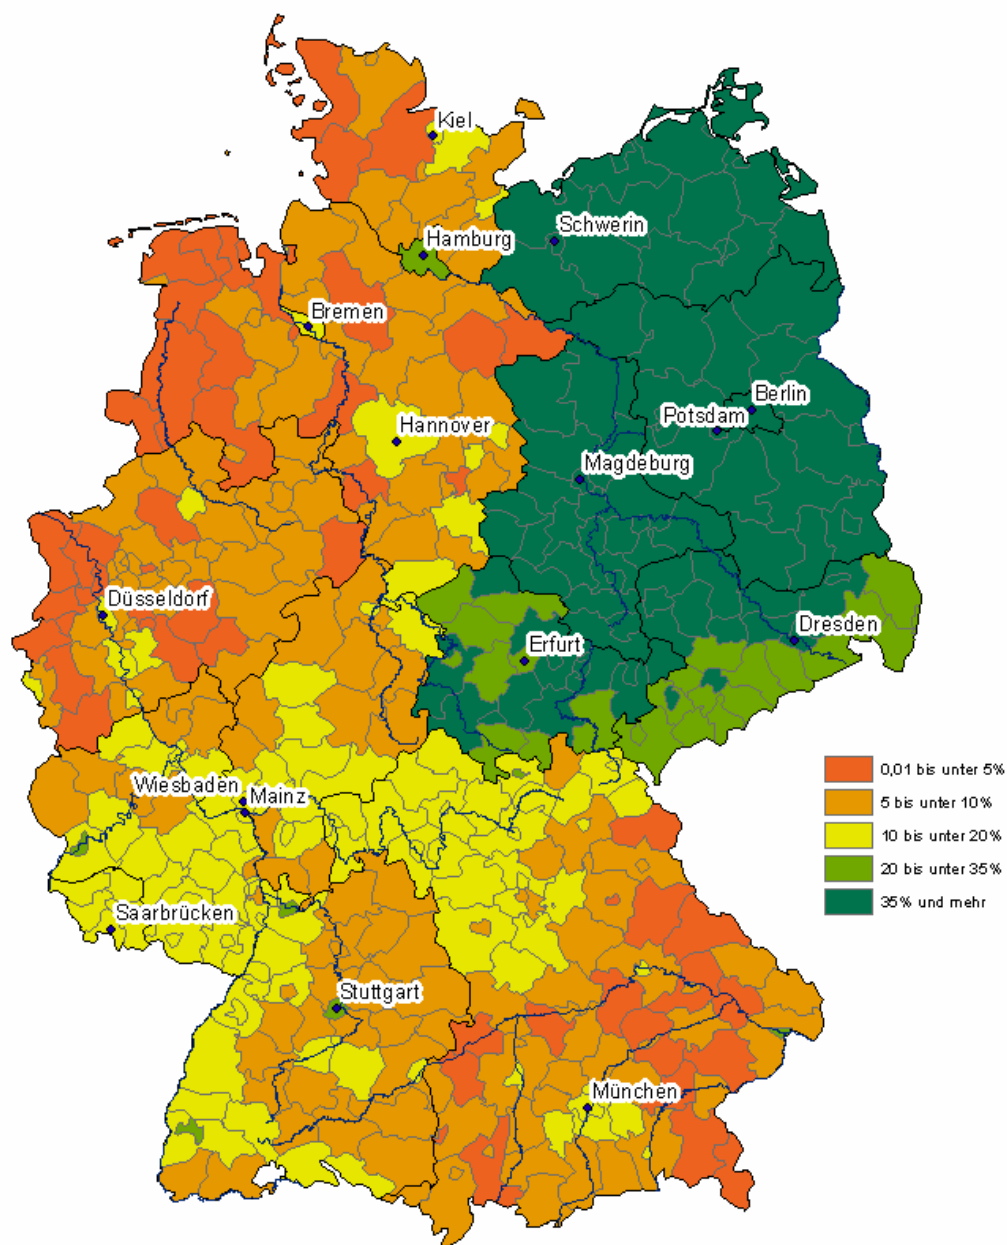 Kiel
Schwerin
Hamburg
Bremen
Berlin
Potsdam
Hannover
Magdeburg
Düsseldorf
Dresden
Erfurt
Wiesbaden
Mainz
Saarbrücken
Stuttgart
München
0,01 bis unter 5%
5 bis unter 10%
10 bis unter 20%
20 bis unter 35%
35% und mehr